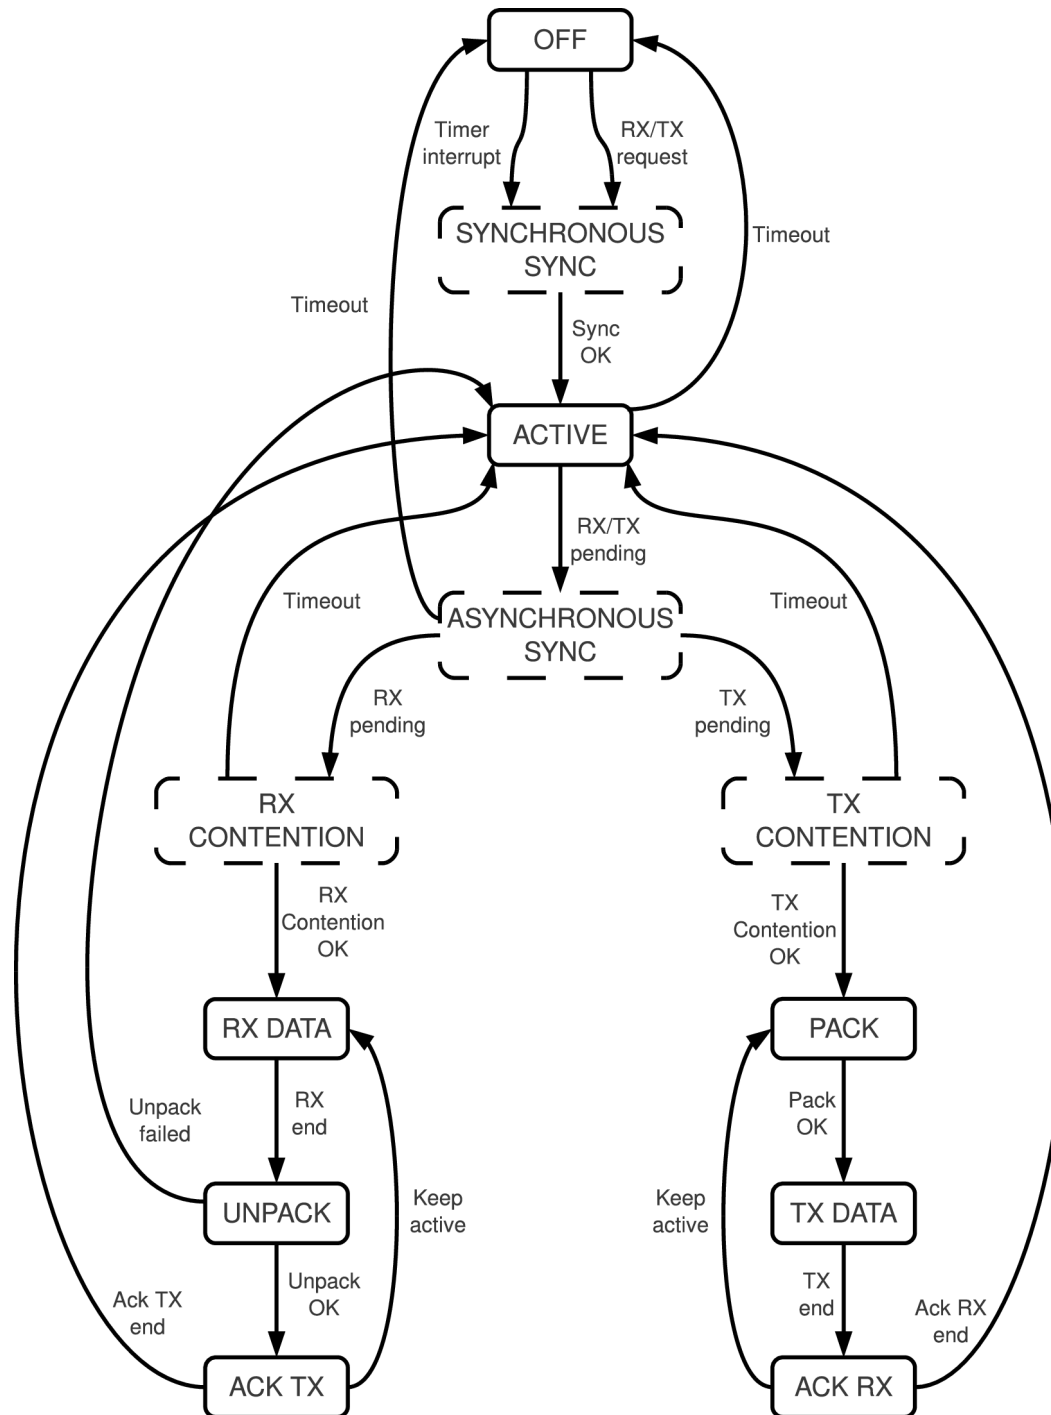 OFF
Timer
interrupt
RX/TX
request
SYNCHRONOUS
SYNC
Timeout
Timeout
Sync
OK
ACTIVE
RX/TX
pending
Timeout
ASYNCHRONOUS
SYNC
Timeout
RX
pending
TX
pending
RX
CONTENTION
TX
CONTENTION
RX
Contention
OK
TX
Contention
OK
RX DATA
PACK
Unpack
failed
RX
end
Pack
OK
UNPACK
Keep
active
Keep
active
TX DATA
Ack TX
end
Unpack
OK
TX
end
Ack RX
end
ACK TX
ACK RX